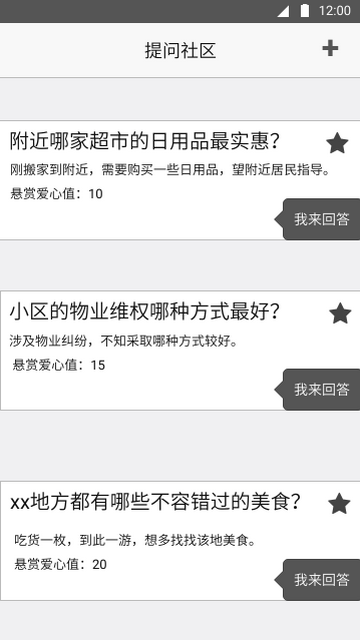 12:00
提问社区
附近哪家超市的日用品最实惠？
刚搬家到附近，需要购买一些日用品，望附近居民指导。
悬赏爱心值：10
我来回答
小区的物业维权哪种方式最好？
涉及物业纠纷，不知采取哪种方式较好。
悬赏爱心值：15
我来回答
xx地方都有哪些不容错过的美食？
吃货一枚，到此一游，想多找找该地美食。
悬赏爱心值：20
我来回答